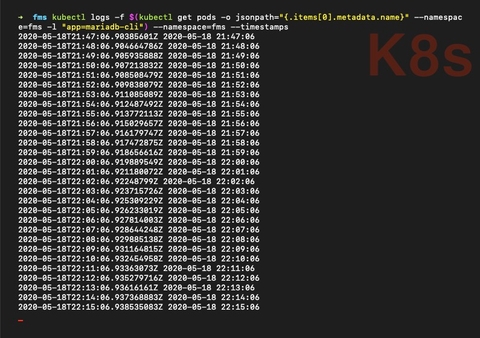 → fms kubectl logs -f $(kubectl get pods -o jsonpath="{.items[0].metadata.name}" --namespac
e=fms -l "app=mariadb-cli") --namespace=fms --timestamps
2020-05-18T21:47:06.90385601Z 2020-05-18 21:47:06
2020-05-18T21:48:06.904664786Z 2020-05-18 21:48:06
2020-05-18T21:49:06.905935888Z 2020-05-18 21:49:06
2020-05-18T21:50:06.907213832Z 2020-05-18 21:50:06
2020-05-18T21:51:06.908508479Z 2020-05-18 21:51:06
2020-05-18T21:52:06.909838079Z 2020-05-18 21:52:06
2020-05-18T21:53:06.911085089Z 2020-05-18 21:53:06
2020-05-18T21:54:06.912487492Z 2020-05-18 21:54:06
2020-05-18T21:55:06.913772113Z 2020-05-18 21:55:06
2020-05-18T21:56:06.915029657Z 2020-05-18 21:56:06
2020-05-18T21:57:06.916179747Z 2020-05-18 21:57:06
2020-05-18T21:58:06.917472875Z 2020-05-18 21:58:06
2020-05-18T21:59:06.918656616Z 2020-05-18 21:59:06
2020-05-18T22:00:06.919889549Z 2020-05-18 22:00:06
2020-05-18T22:01:06.921180072Z 2020-05-18 22:01:06
2020-05-18T22:02:06.92248799Z 2020-05-18 22:02:06
2020-05-18T22:03:06.923715726Z 2020-05-18 22:03:06
2020-05-18T22:04:06.925309229Z 2020-05-18 22:04:06
2020-05-18T22:05:06.926233019Z 2020-05-18 22:05:06
2020-05-18T22:06:06.927814003Z 2020-05-18 22:06:06
2020-05-18T22:07:06.928644248Z 2020-05-18 22:07:06
2020-05-18T22:08:06.929885138Z 2020-05-18 22:08:06
2020-05-18T22:09:06.931164815Z 2020-05-18 22:09:06
2020-05-18T22:10:06.932454958Z 2020-05-18 22:10:06
2020-05-18T22:11:06.93363073Z 2020-05-18 22:11:06
2020-05-18T22:12:06.935279716Z 2020-05-18 22:12:06
2020-05-18T22:13:06.93616161Z 2020-05-18 22:13:06
2020-05-18T22:14:06.937368883Z 2020-05-18 22:14:06
2020-05-18T22:15:06.938535083Z 2020-05-18 22:15:06
K8s